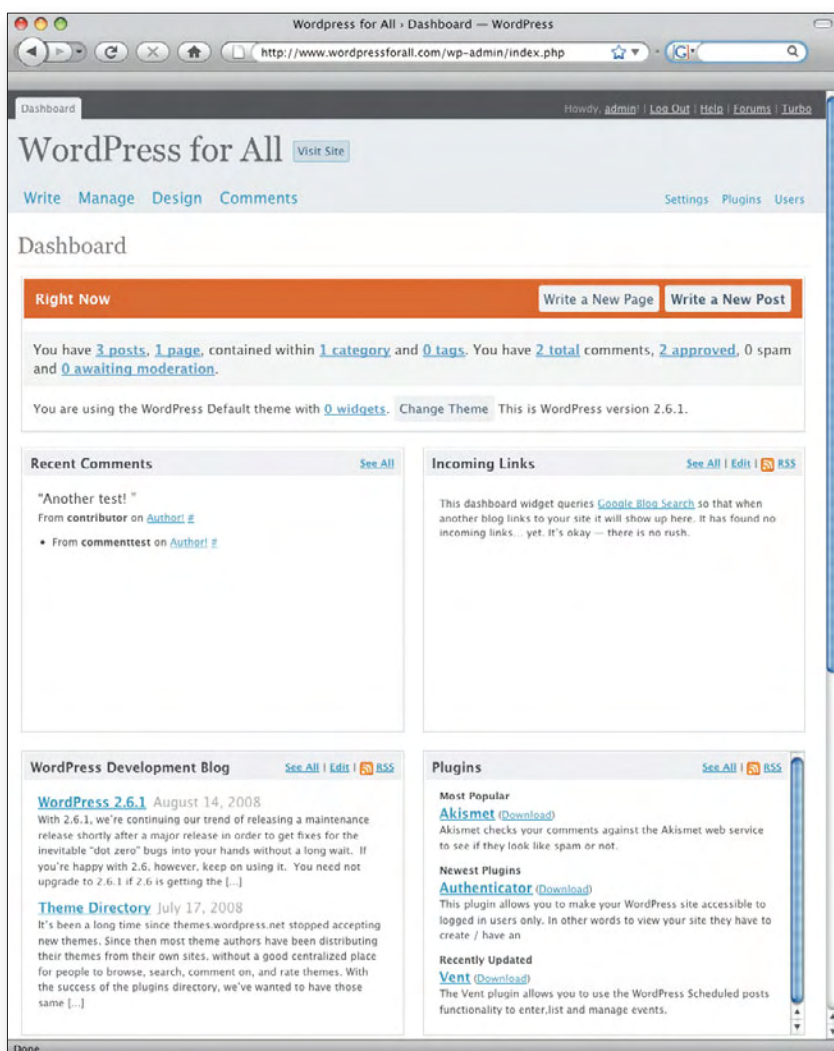 Wordpress for All › Dashboard — WordPress
http://www.wordpressforall.com/wp-admin/index.php
G
Dashboard
Howdy, admin! | Log Out | Help | Forums | Turbo
WordPress for All Visit Site
Write Manage Design Comments
Settings Plugins Users
Dashboard
Right Now
Write a New Page Write a New Post
You have 3 posts, 1 page, contained within 1 category and 0 tags. You have 2 total comments, 2 approved, 0 spam
and 0 awaiting moderation.
You are using the WordPress Default theme with 0 widgets. Change Theme This is WordPress version 2.6.1.
Recent Comments See All
"Another test! "
From contributor on Author! #
• From commenttest on Author! #
Incoming Links See All | Edit | RSS
This dashboard widget queries Google Blog Search so that when
another blog links to your site it will show up here. It has found no
incoming links... yet. It's okay — there is no rush.
WordPress Development Blog See All | Edit | RSS
WordPress 2.6.1 August 14, 2008
With 2.6.1, we're continuing our trend of releasing a maintenance
release shortly after a major release in order to get fixes for the
inevitable "dot zero" bugs into your hands without a long wait. If
you're happy with 2.6, however, keep on using it. You need not
upgrade to 2.6.1 if 2.6 is getting the [...]
Theme Directory July 17, 2008
It's been a long time since themes.wordpress.net stopped accepting
new themes. Since then most theme authors have been distributing
their themes from their own sites, without a good centralized place
for people to browse, search, comment on, and rate themes. With
the success of the plugins directory, we've wanted to have those
same [...]
Plugins See All | RSS
Most Popular
Akismet (Download)
Akismet checks your comments against the Akismet web service
to see if they look like spam or not.
Newest Plugins
Authenticator (Download)
This plugin allows you to make your WordPress site accessible to
logged in users only. In other words to view your site they have to
create / have an
Recently Updated
Vent (Download)
The Vent plugin allows you to use the WordPress Scheduled posts
functionality to enter,list and manage events.
Done